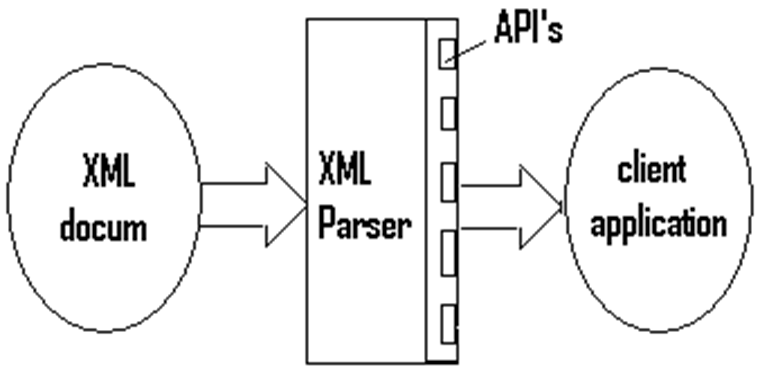 API's
XML
docum
XML
Parser
client
application